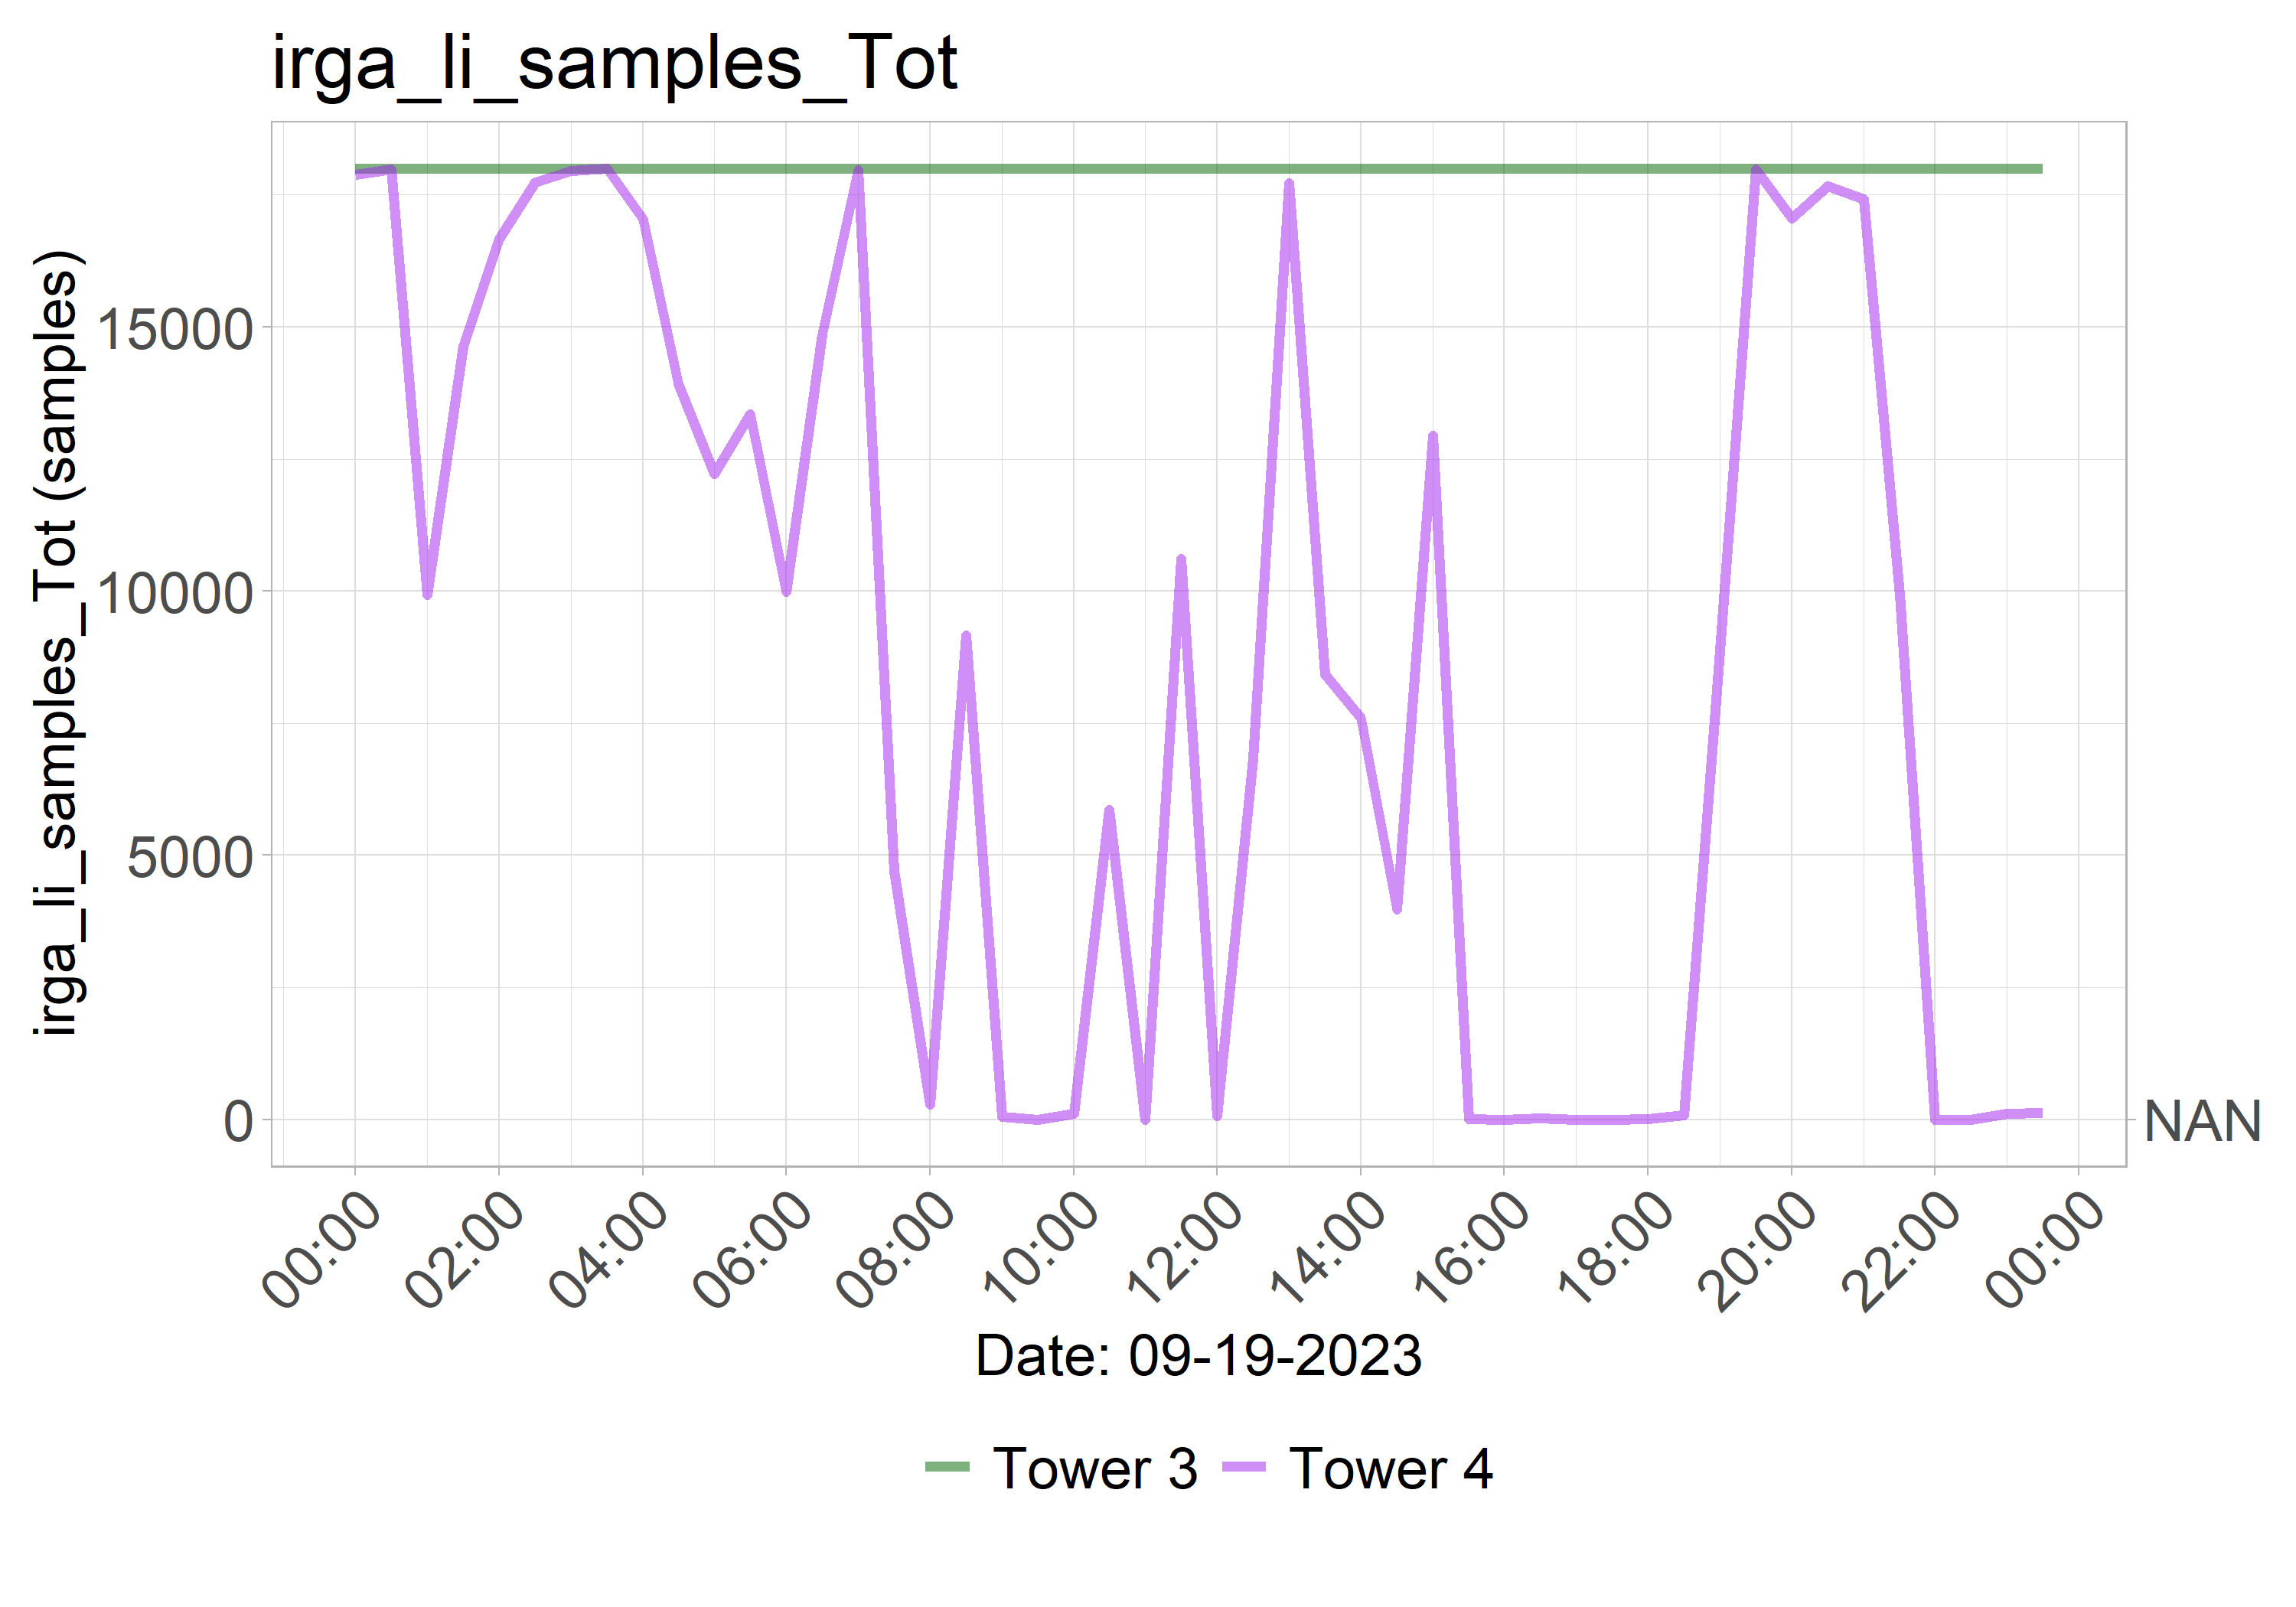 irga_li_samples_Tot
irga_li_samples_Tot (samples)
15000
10000
5000
0
NAN
00:00
02:00
04:00
06:00
08:00
10:00
12:00
14:00
16:00
18:00
20:00
22:00
00:00
Date: 09-19-2023
Tower 3
Tower 4